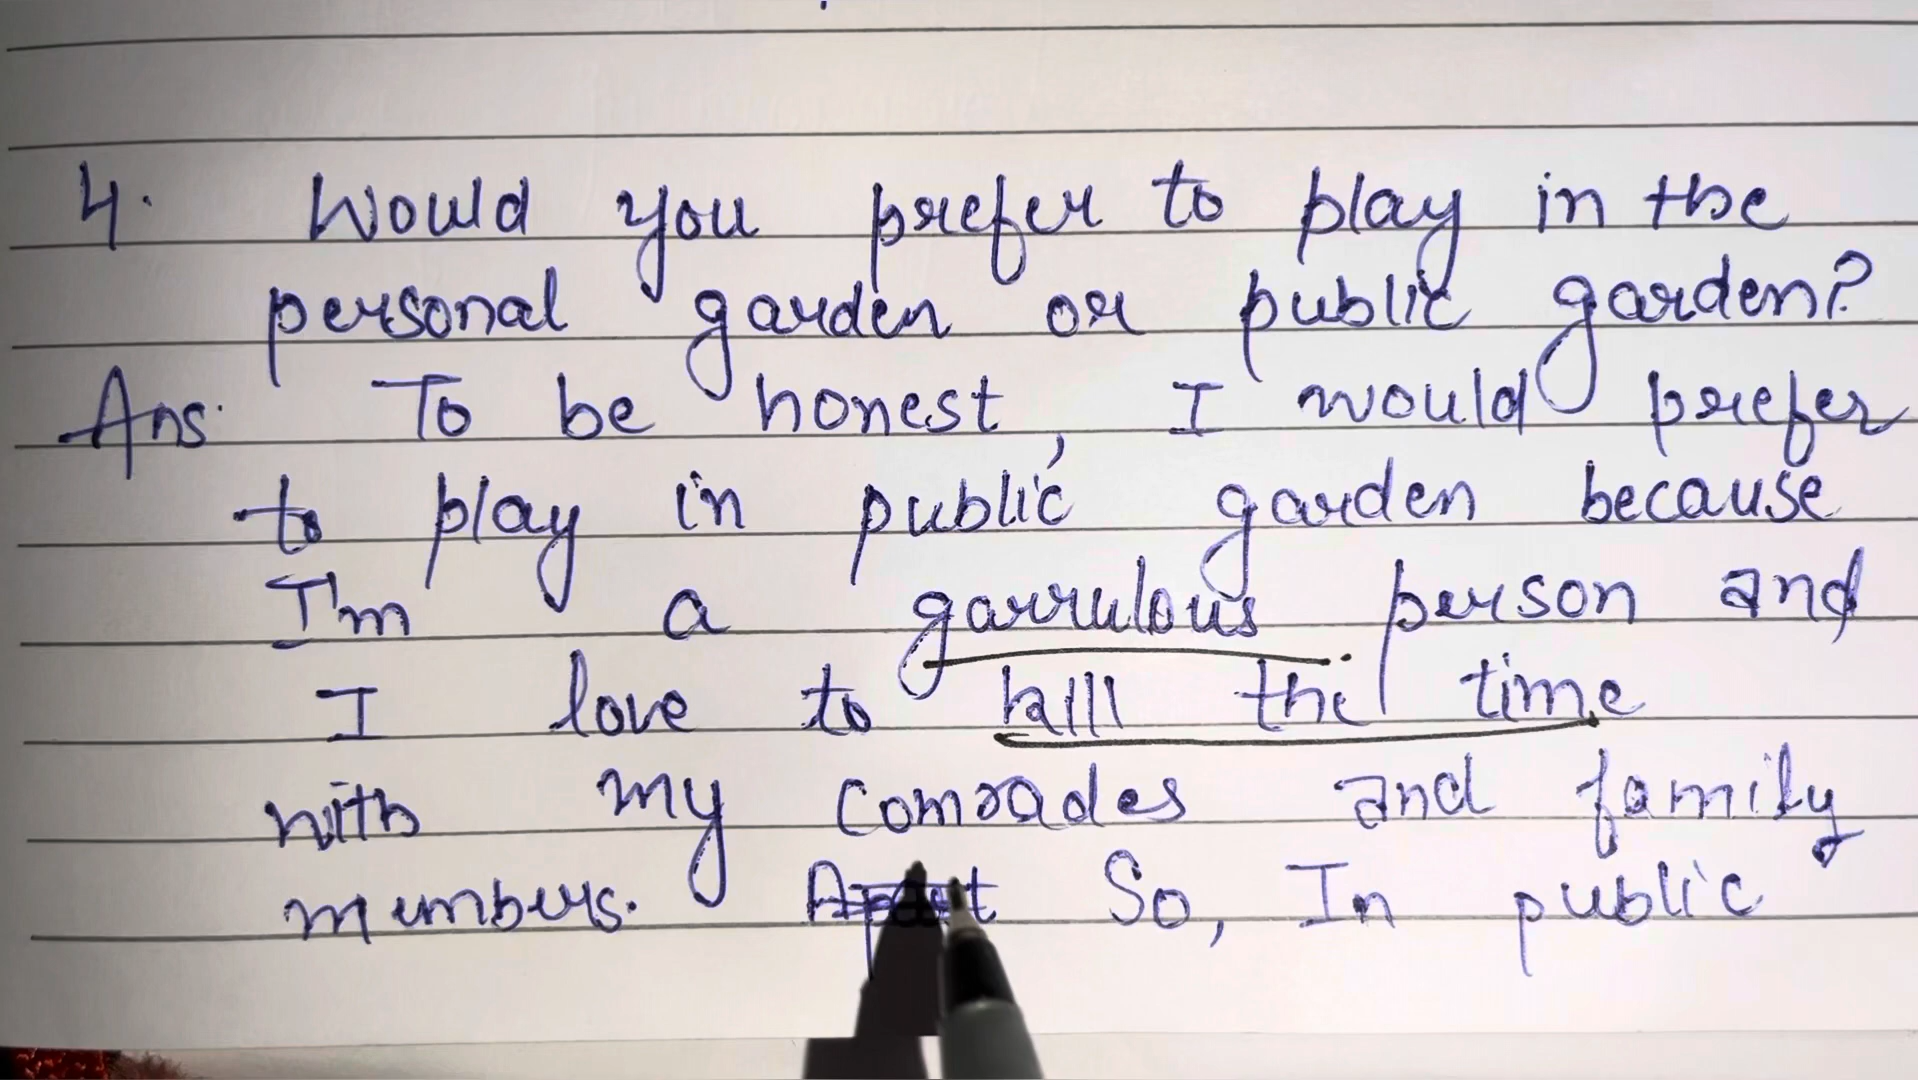 4. Would you prefer to play in the
personal garden or public garden?
Ans. To be honest, I would prefer
to play in public garden because
I'm a garrulous person and
I love to kill the time
with my comrades and family
members. So, In public